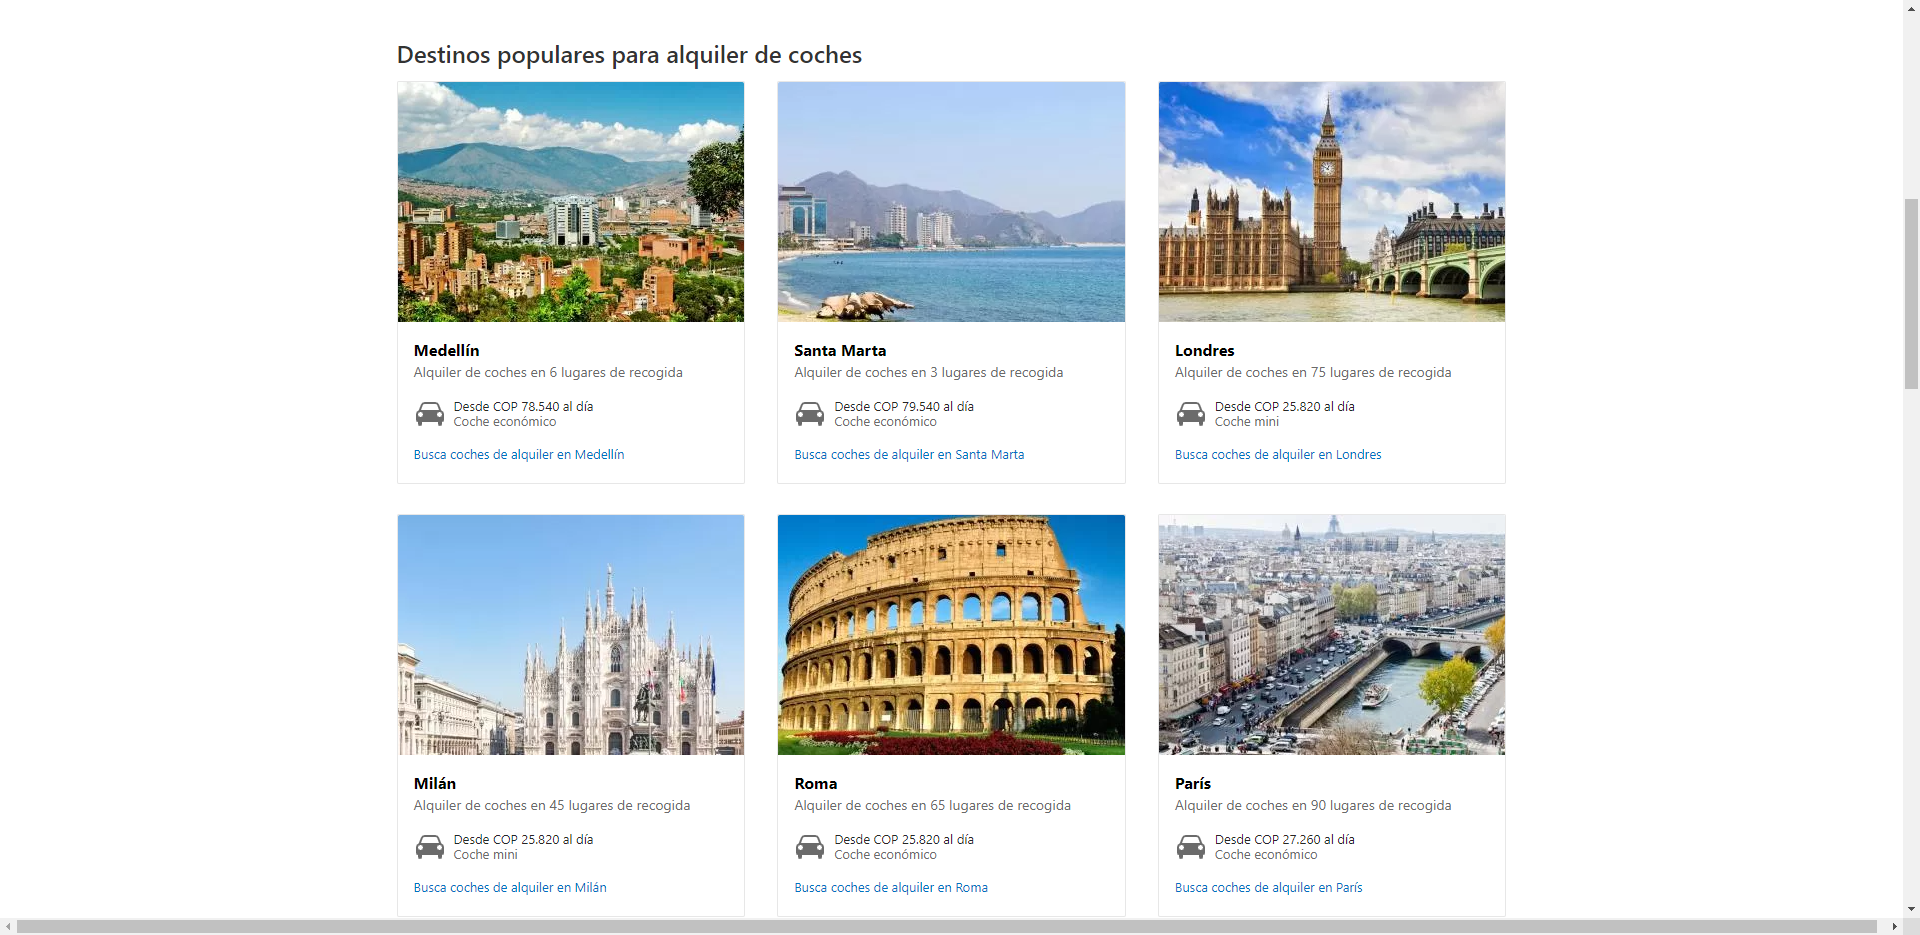 Destinos populares para alquiler de coches
Medellín
Alquiler de coches en 6 lugares de recogida
Desde COP 78.540 al día
Coche económico
Busca coches de alquiler en Medellín
Santa Marta
Alquiler de coches en 3 lugares de recogida
Desde COP 79.540 al día
Coche económico
Busca coches de alquiler en Santa Marta
Londres
Alquiler de coches en 75 lugares de recogida
Desde COP 25.820 al día
Coche mini
Busca coches de alquiler en Londres
Milán
Alquiler de coches en 45 lugares de recogida
Desde COP 25.820 al día
Coche mini
Busca coches de alquiler en Milán
Roma
Alquiler de coches en 65 lugares de recogida
Desde COP 25.820 al día
Coche económico
Busca coches de alquiler en Roma
París
Alquiler de coches en 90 lugares de recogida
Desde COP 27.260 al día
Coche económico
Busca coches de alquiler en París